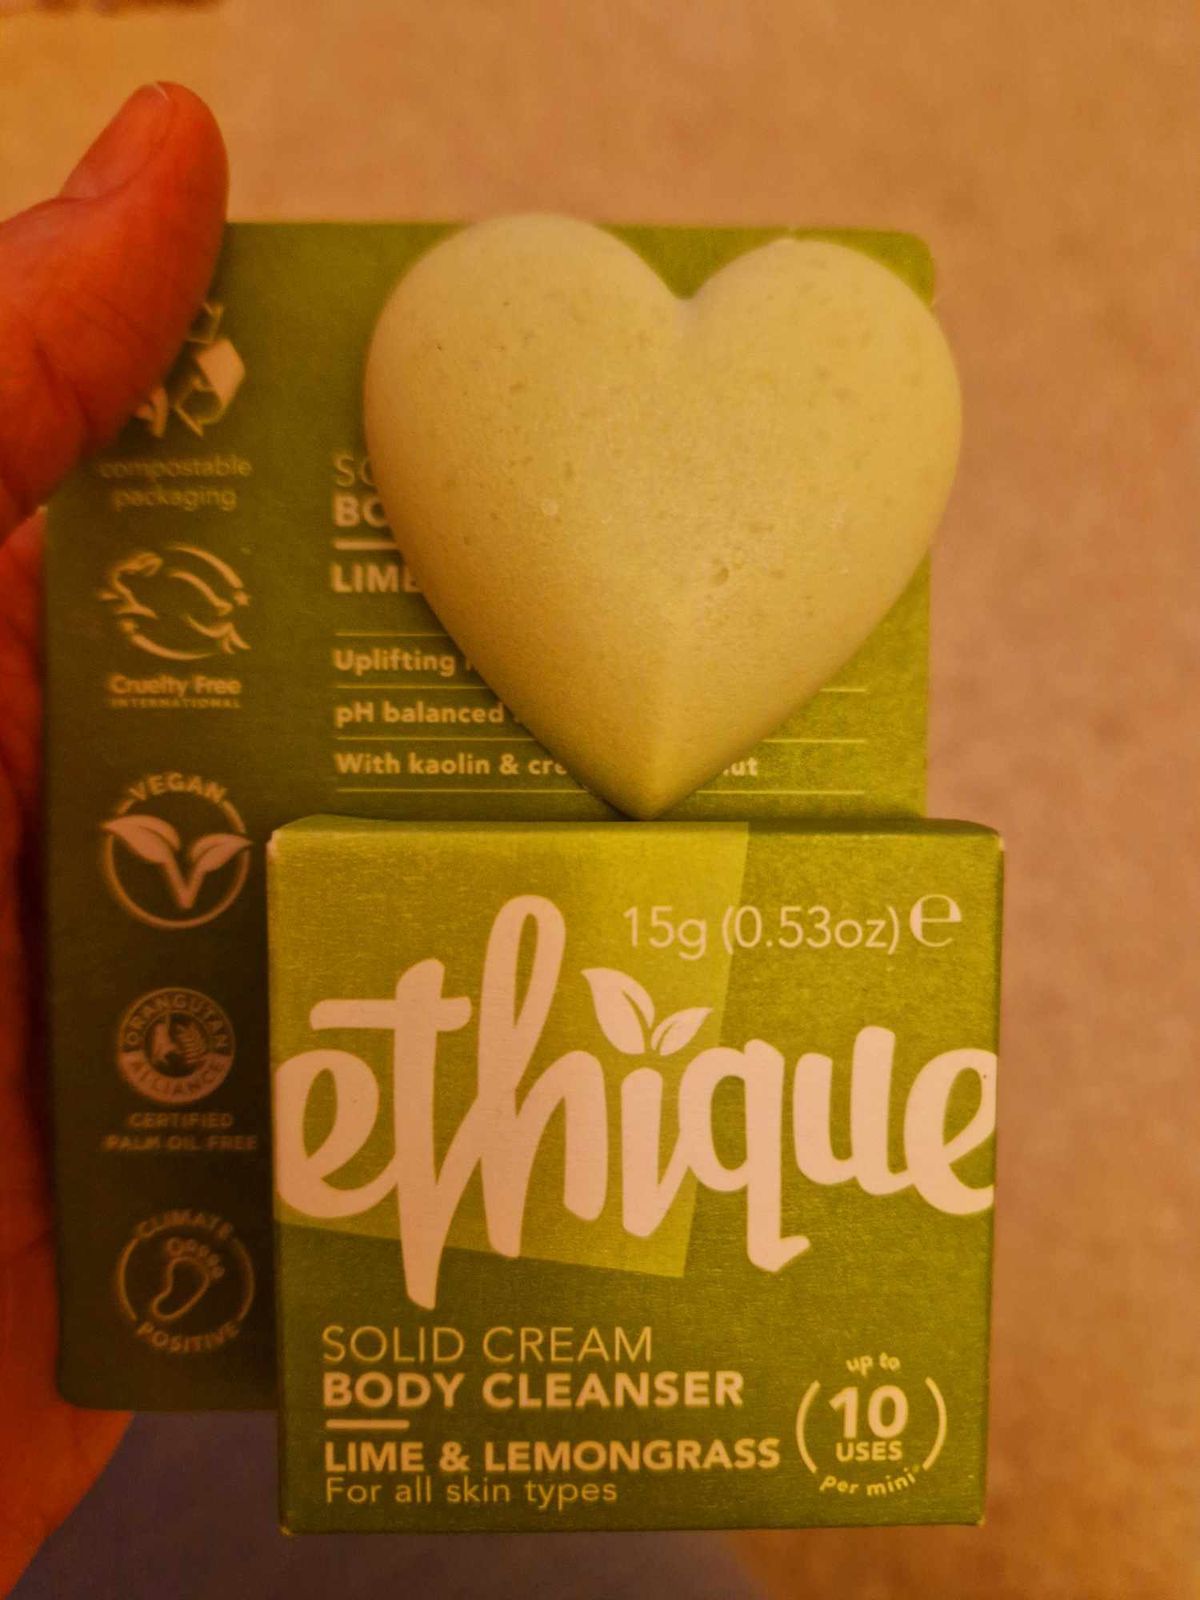 compostable
packaging
Cruelty Free
INTERNATIONAL
VEGAN
ORANGUTAN
ALLIANCE
CERTIFIED
PALM OIL FREE
CLIMATE
POSITIVE
LIME
Uplifting
pH balanced
With kaolin &
15g (0.53oz) e
ethique
SOLID CREAM
BODY CLEANSER
LIME & LEMONGRASS
For all skin types
up to
10
USES
per mini